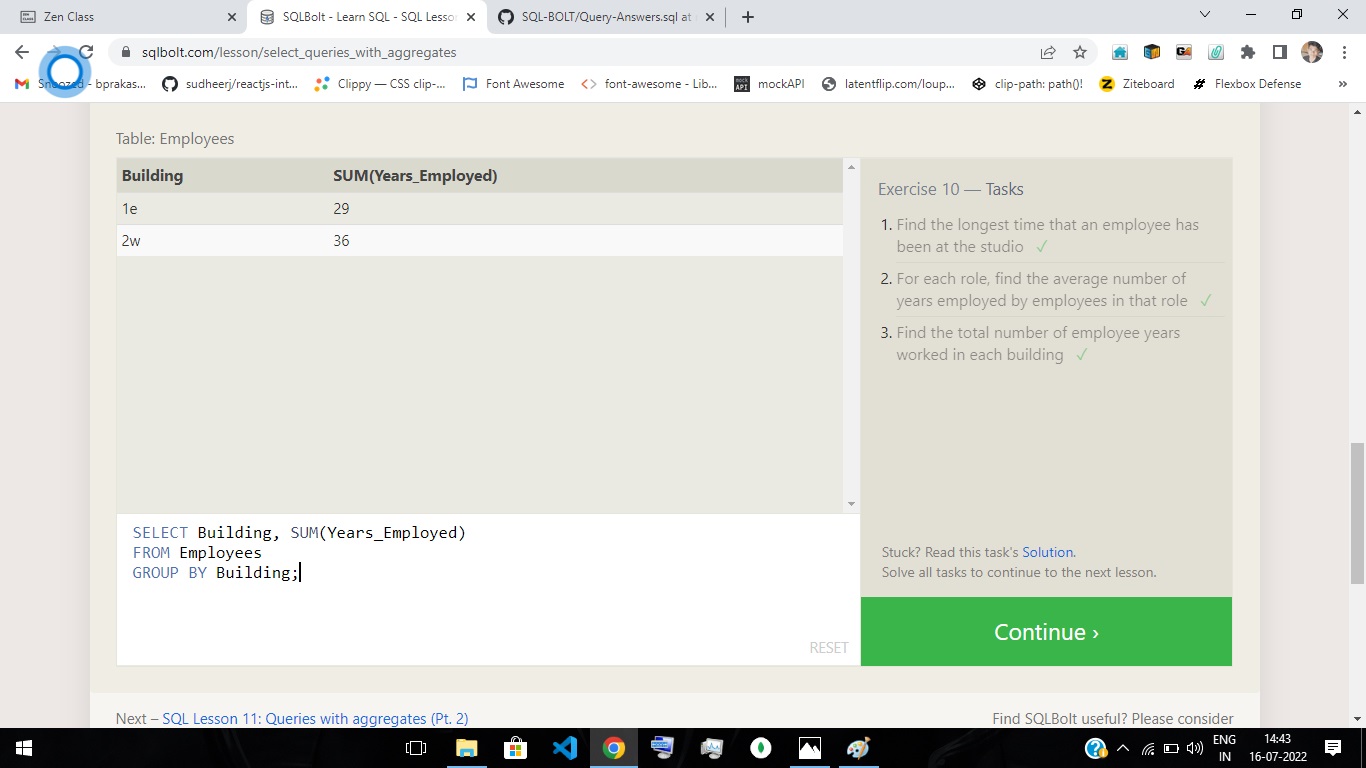 Zen Class
SQLBolt - Learn SQL - SQL Lesson
SQL-BOLT/Query-Answers.sql at
sqlbolt.com/lesson/select_queries_with_aggregates
Snoozed - bprakas...
sudheerj/reactjs-int...
Clippy — CSS clip-...
Font Awesome
font-awesome - Lib...
mock API
mockAPI
latentflip.com/loup...
clip-path: path()!
Ziteboard
Flexbox Defense
»
Table: Employees
Building SUM(Years_Employed)
1e 29
2w 36
Exercise 10 — Tasks
1. Find the longest time that an employee has
been at the studio ✓
2. For each role, find the average number of
years employed by employees in that role ✓
3. Find the total number of employee years
worked in each building ✓
SELECT Building, SUM(Years_Employed)
FROM Employees
GROUP BY Building;
RESET
Stuck? Read this task's Solution.
Solve all tasks to continue to the next lesson.
Continue ›
Next – SQL Lesson 11: Queries with aggregates (Pt. 2)
Find SQLBolt useful? Please consider
ENG
IN
14:43
16-07-2022